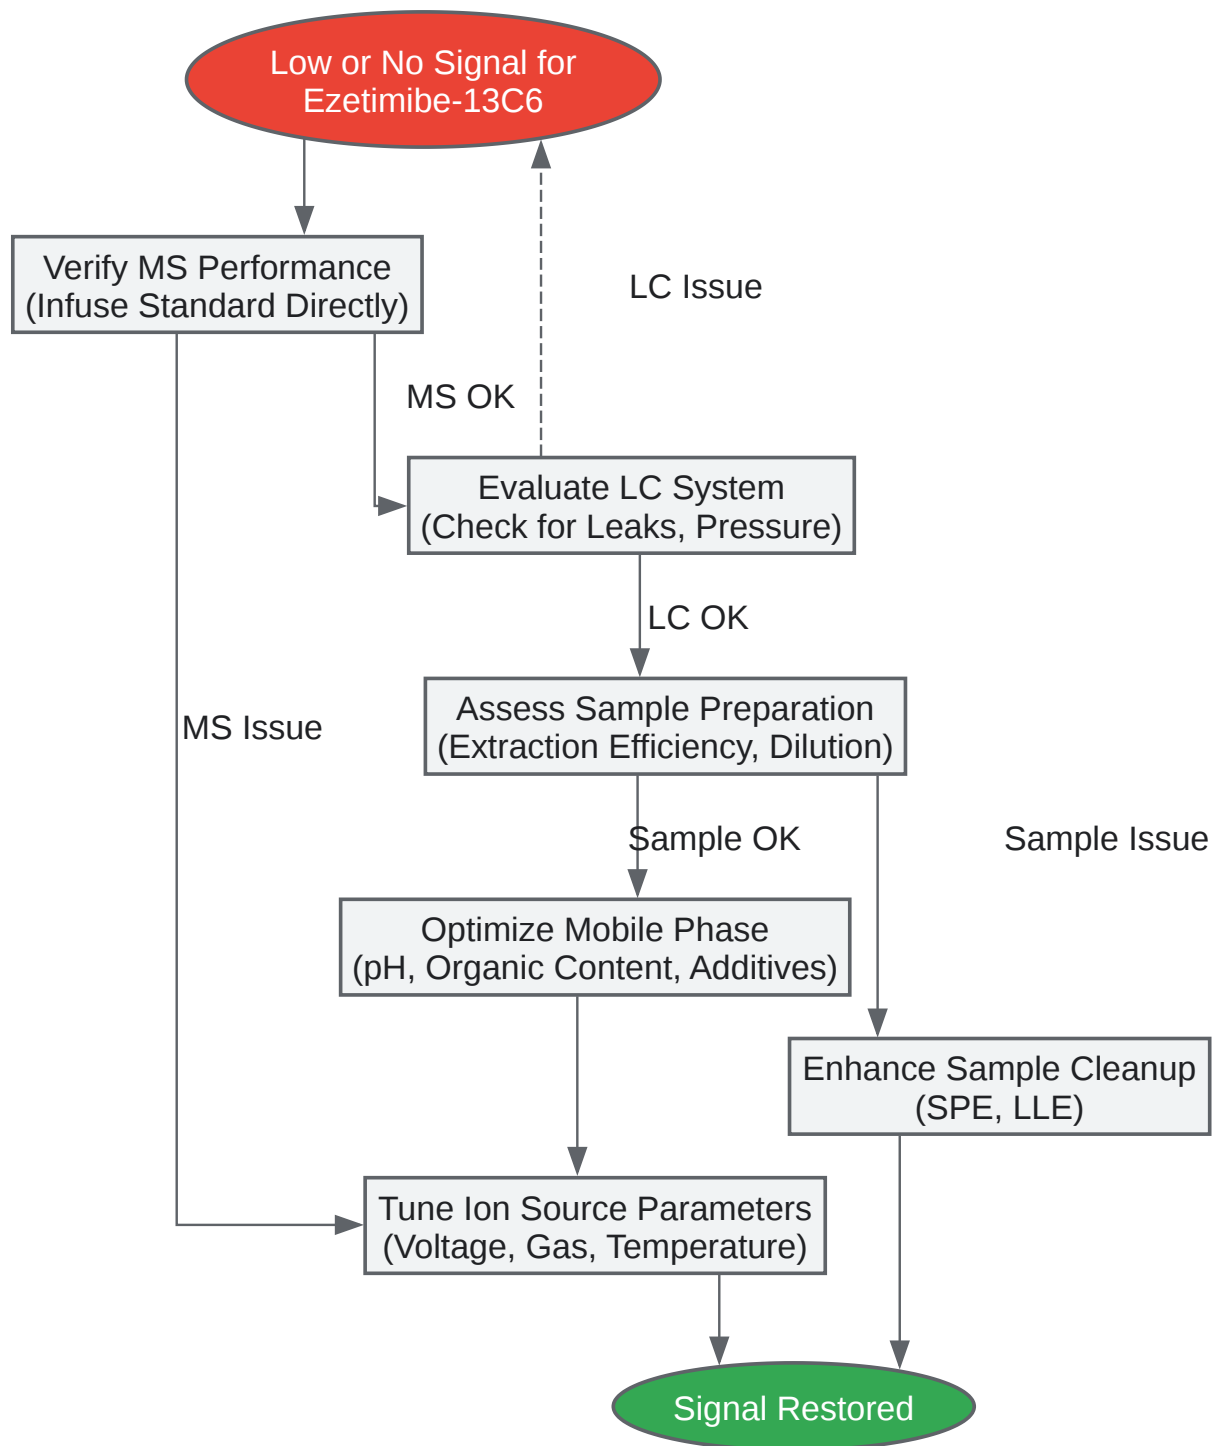 Low or No Signal for
Ezetimibe-13C6
Verify MS Performance
(Infuse Standard Directly)
LC Issue
MS OK
Evaluate LC System
(Check for Leaks, Pressure)
LC OK
Assess Sample Preparation
(Extraction Efficiency, Dilution)
MS Issue
Sample OK
Sample Issue
Optimize Mobile Phase
(pH, Organic Content, Additives)
Enhance Sample Cleanup
(SPE, LLE)
Tune Ion Source Parameters
(Voltage, Gas, Temperature)
Signal Restored